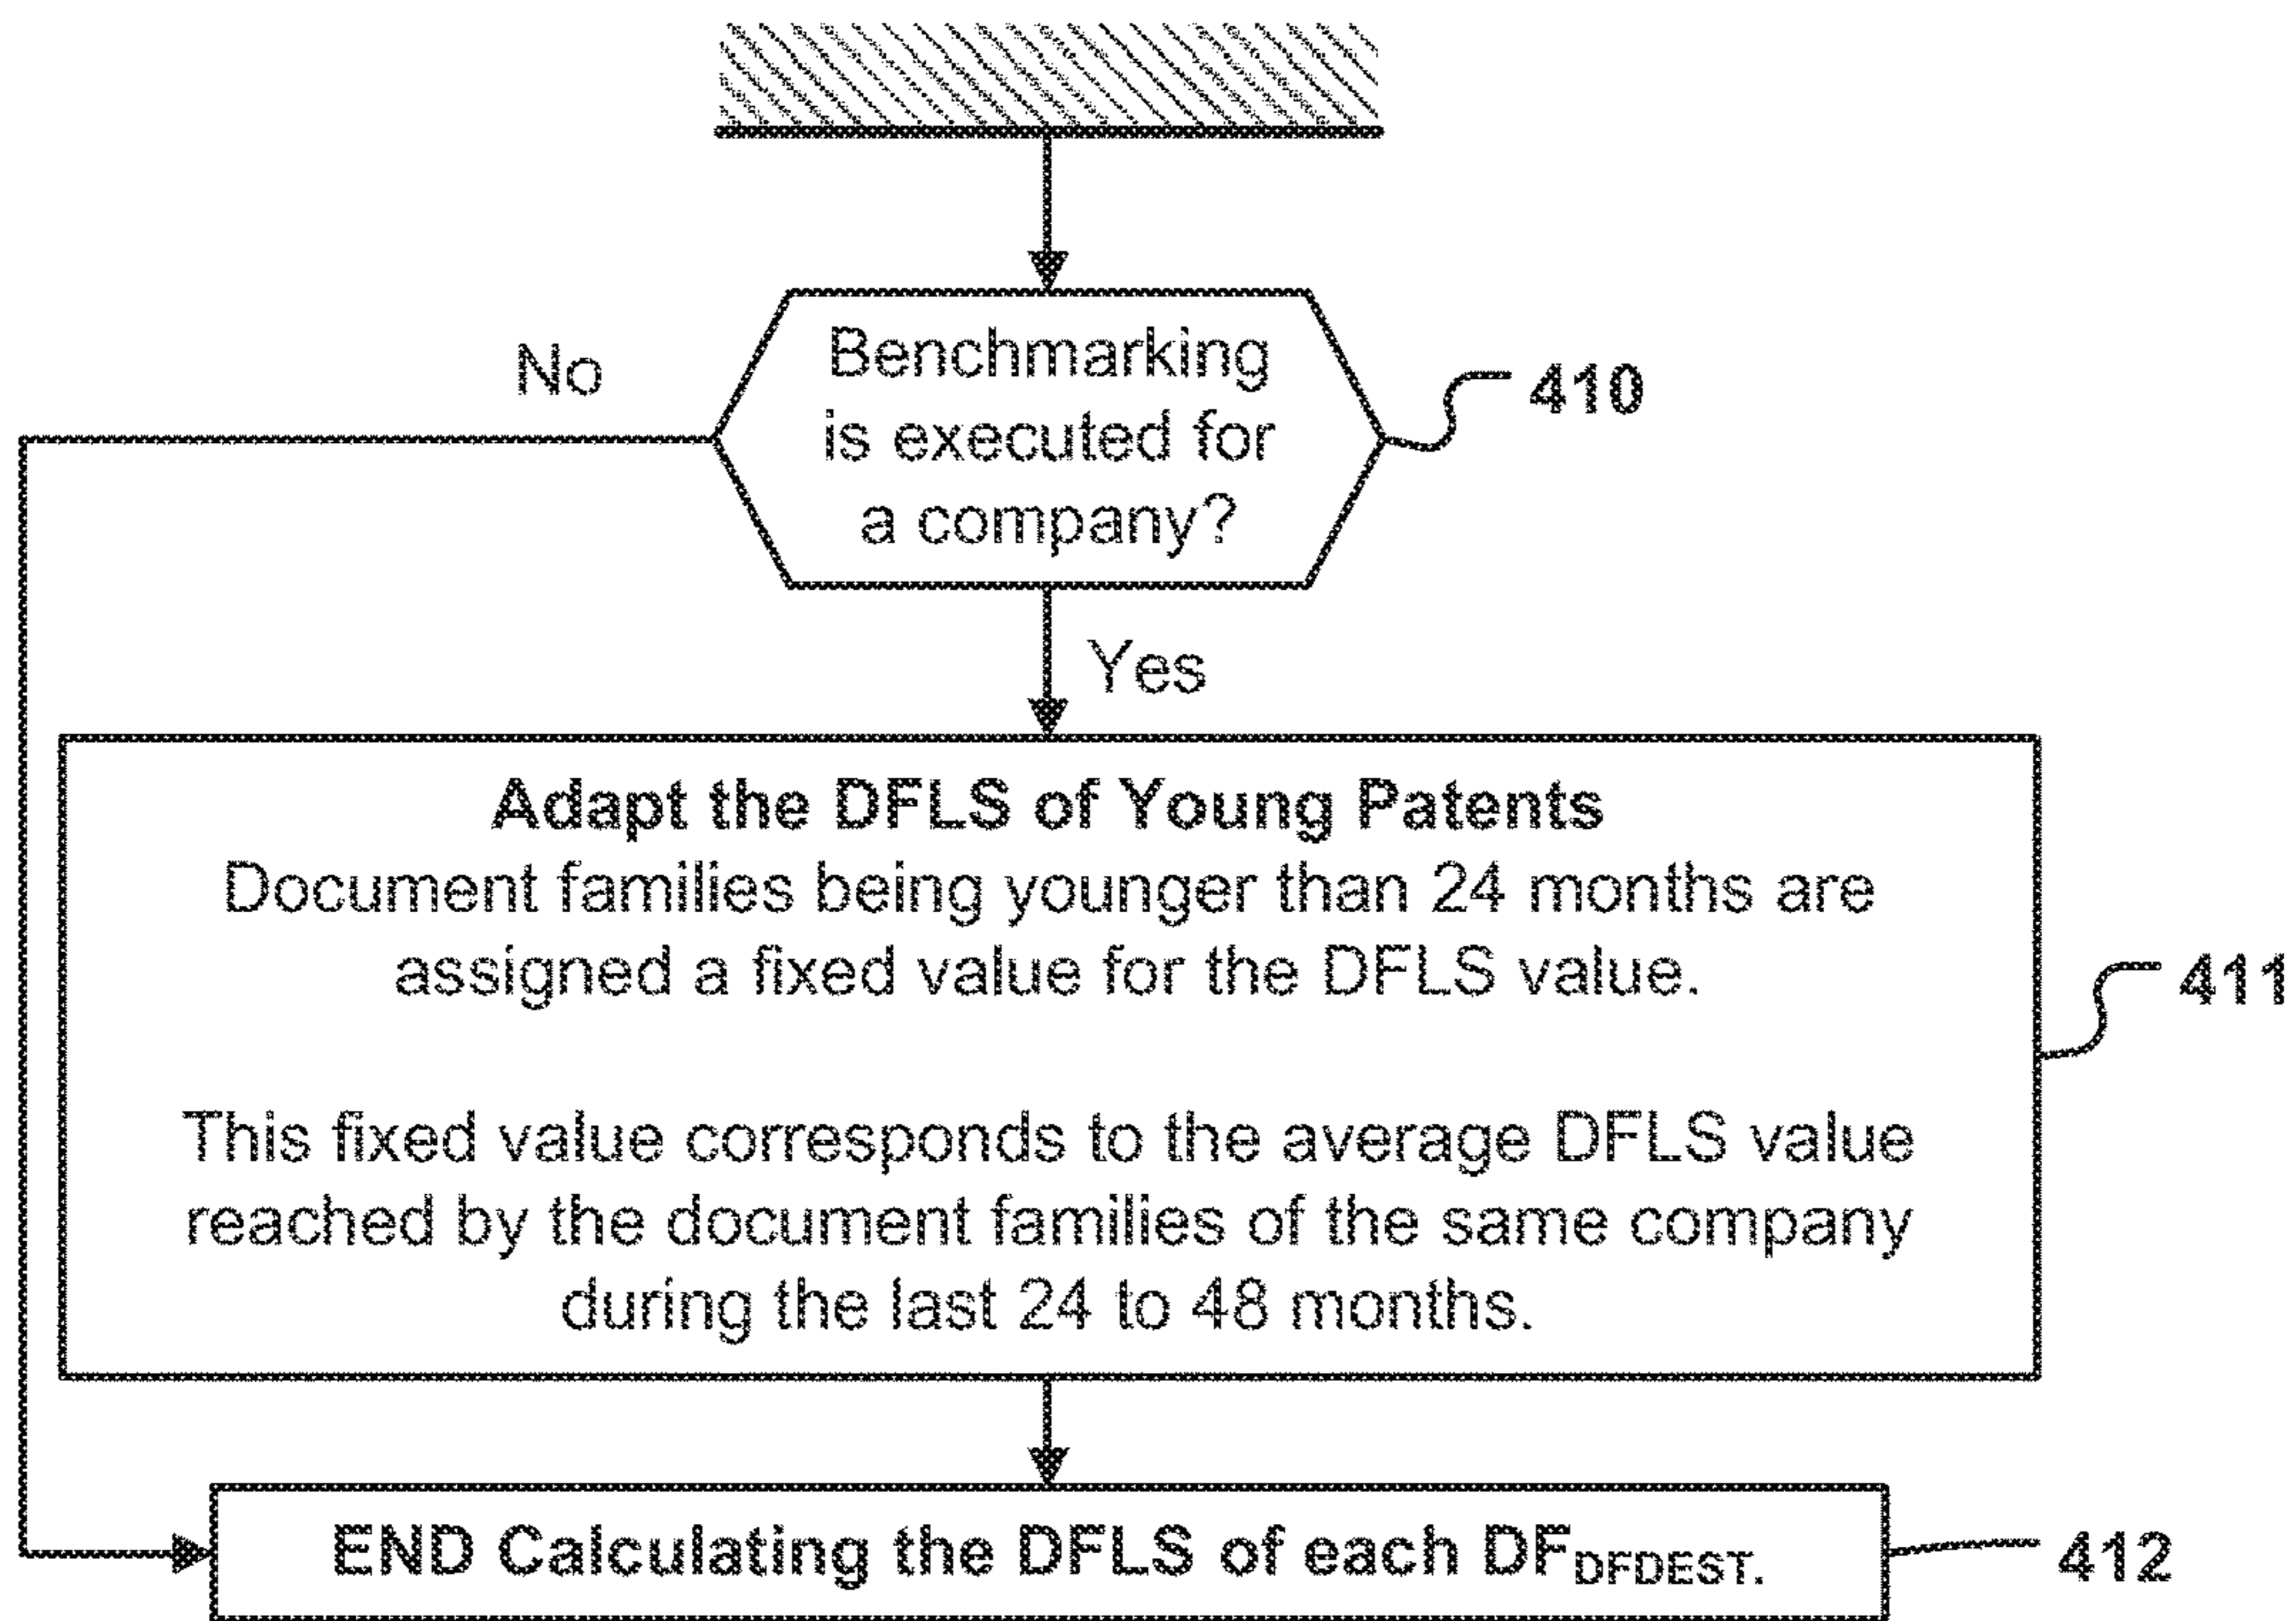 Benchmarking
is executed for
a company?
No
410
Yes
Adapt the DFLS of Young Patents
Document families being younger than 24 months are
assigned a fixed value for the DFLS value.
This fixed value corresponds to the average DFLS value
reached by the document families of the same company
during the last 24 to 48 months.
411
END Calculating the DFLS of each DFDFDEST.
412